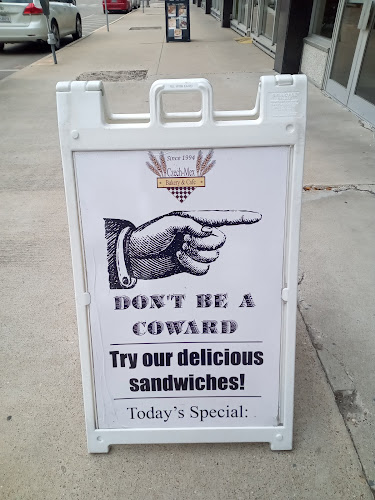 Since 1994
Czech-Mex
Bakery & Cafe
DON'T BE A
COWARD
Try our delicious
sandwiches!
Today's Special: